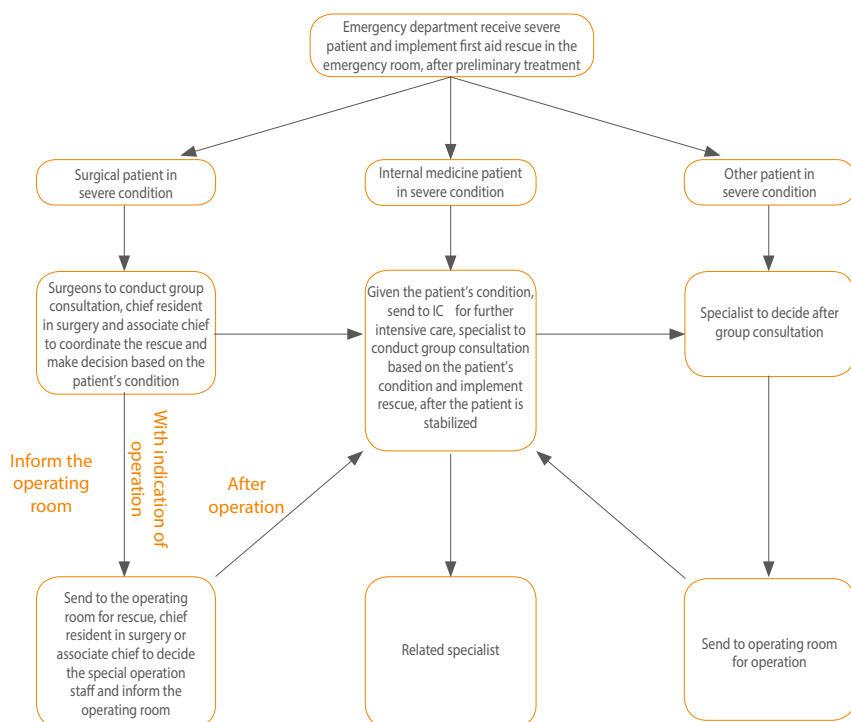 Emergency department receive severe
patient and implement first aid rescue in the
emergency room, after preliminary treatment
Surgical patient in
severe condition
Internal medicine patient
in severe condition
Other patient in
severe condition
Surgeons to conduct group
consultation, chief resident
in surgery and associate chief
to coordinate the rescue and
make decision based on the
patient's condition
Given the patient's condition,
send to IC for further
intensive care, specialist to
conduct group consultation
based on the patient's
condition and implement
rescue, after the patient is
stabilized
Specialist to decide after
group consultation
Inform the
operating
room
With indication of
operation
After
operation
Send to the operating
room for rescue, chief
resident in surgery or
associate chief to decide
the special operation
staff and inform the
operating room
Related specialist
Send to operating room
for operation